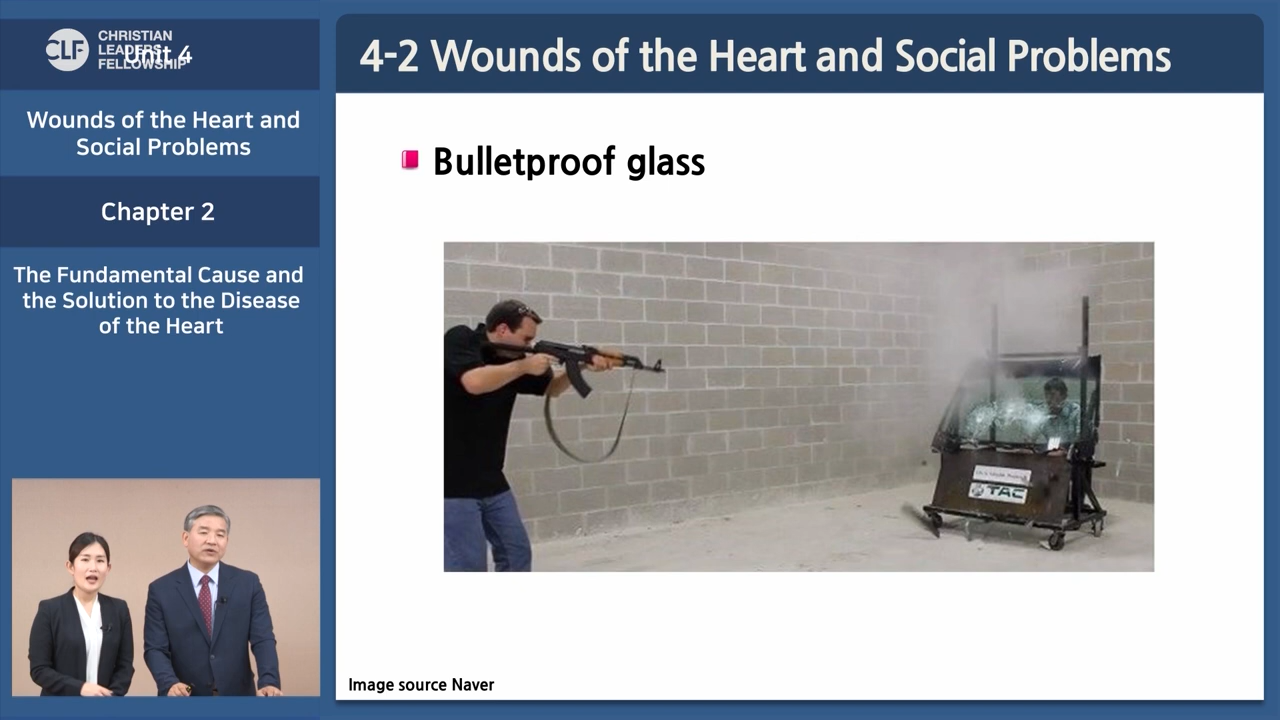 CLF
CHRISTIAN
LEADERS
FELLOWSHIP
Unit 4
Wounds of the Heart and
Social Problems
Chapter 2
The Fundamental Cause and
the Solution to the Disease
of the Heart
4-2 Wounds of the Heart and Social Problems
Bulletproof glass
TAC
Image source Naver